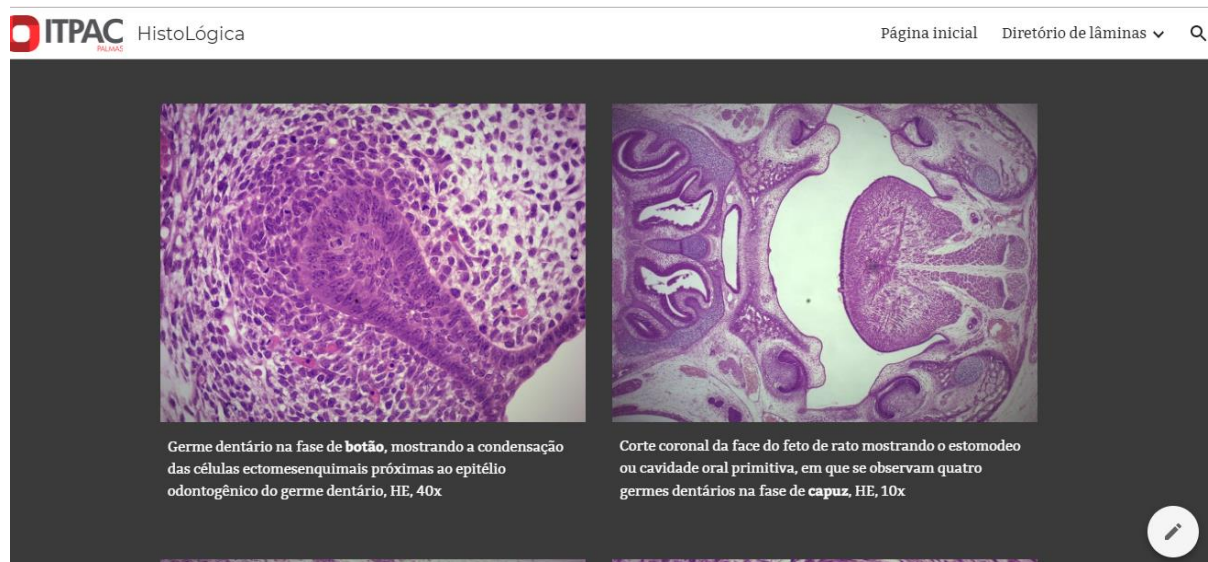 ITPAC
PALMAS
HistoLógica
Página inicial
Diretório de lâminas
Germe dentário na fase de botão, mostrando a condensação
das células ectomesenquimais próximas ao epitélio
odontogênico do germe dentário, HE, 40x
Corte coronal da face do feto de rato mostrando o estomodeo
ou cavidade oral primitiva, em que se observam quatro
germes dentários na fase de capuz, HE, 10x